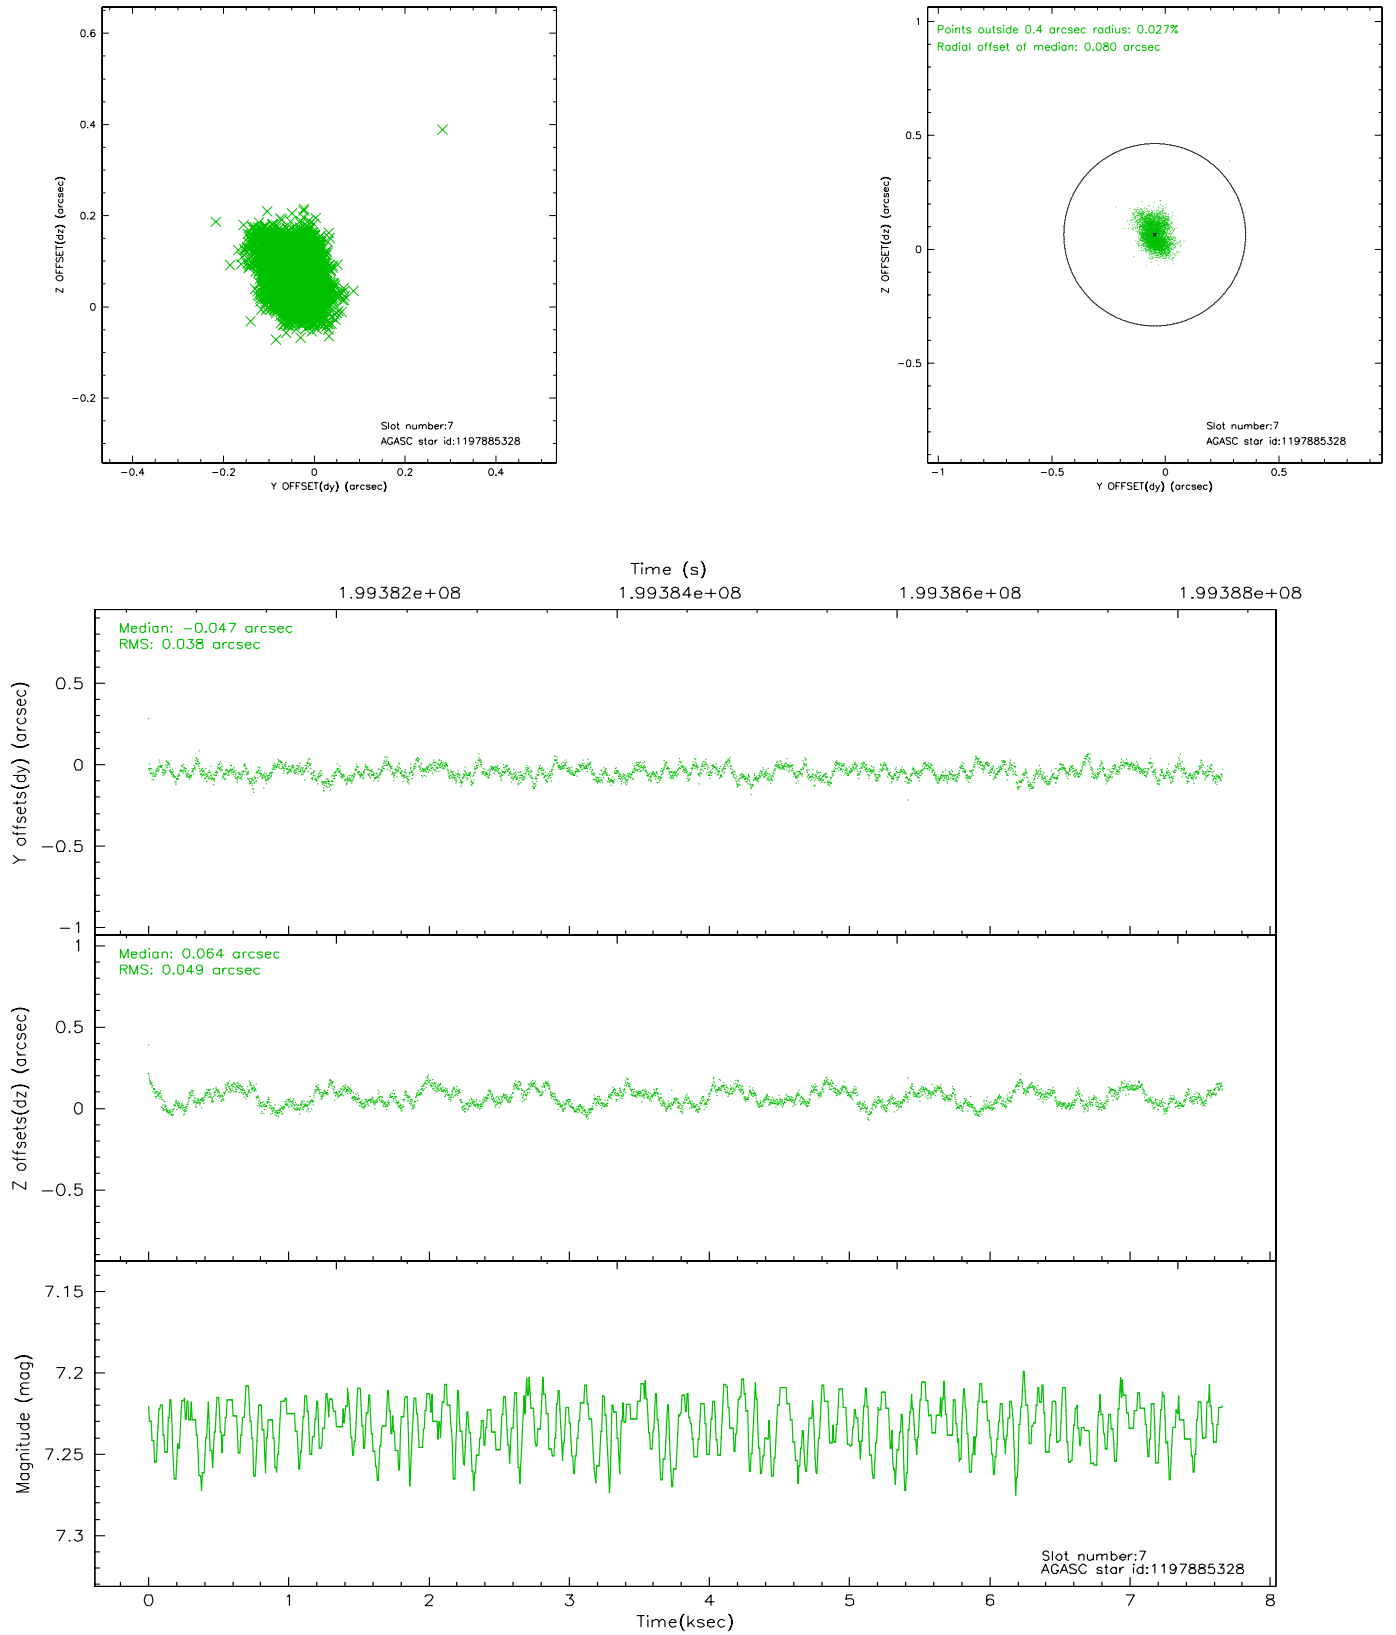 0.6
0.4
0.2
0
−0.2
Z OFFSET(dz) (arcsec)
Slot number:7
AGASC star id:1197885328
−0.4 −0.2 0 0.2 0.4
Y OFFSET(dy) (arcsec)
Points outside 0.4 arcsec radius: 0.027%
Radial offset of median: 0.080 arcsec
1
0.5
0
−0.5
Z OFFSET(dz) (arcsec)
Slot number:7
AGASC star id:1197885328
−1 −0.5 0 0.5
Y OFFSET(dy) (arcsec)
Time (s)
1.99382e+08 1.99384e+08 1.99386e+08 1.99388e+08
Median: −0.047 arcsec
RMS: 0.038 arcsec
0.5
0
−0.5
−1
Y offsets(dy) (arcsec)
Median: 0.064 arcsec
RMS: 0.049 arcsec
1
0.5
0
−0.5
Z offsets(dz) (arcsec)
7.15
7.2
7.25
7.3
Magnitude (mag)
Slot number:7
AGASC star id:1197885328
0 1 2 3 4 5 6 7 8
Time(ksec)